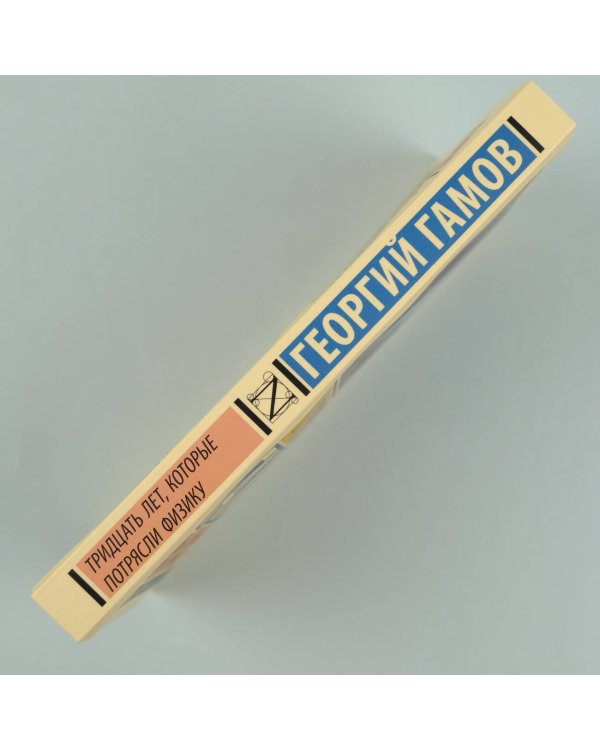 ГЕОРГИЙ ГАМОВ
ТРИДЦАТЬ ЛЕТ, КОТОРЫЕ
ПОТРЯСЛИ ФИЗИКУ